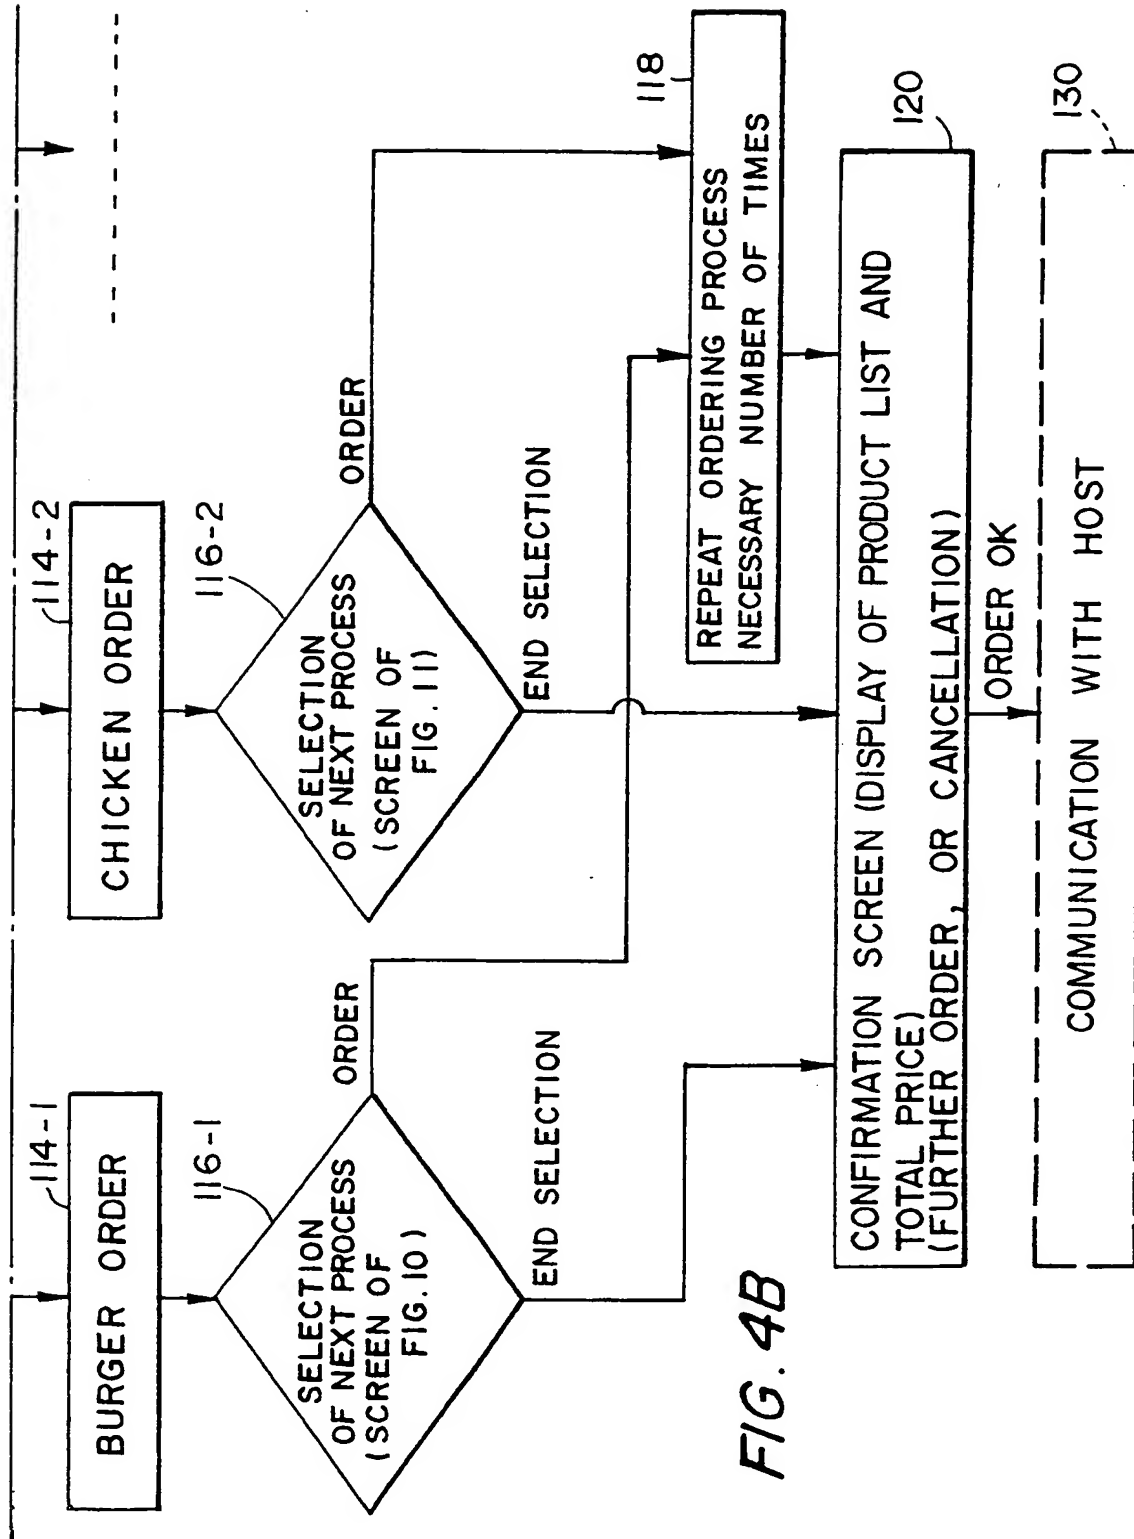 114-1
BURGER ORDER
116-1
SELECTION
OF NEXT PROCESS
(SCREEN OF
FIG.10)
ORDER
END SELECTION
114-2
CHICKEN ORDER
116-2
SELECTION
OF NEXT PROCESS
(SCREEN OF
FIG.11)
ORDER
END SELECTION
118
REPEAT ORDERING PROCESS
NECESSARY NUMBER OF TIMES
120
CONFIRMATION SCREEN (DISPLAY OF PRODUCT LIST AND
TOTAL PRICE)
(FURTHER ORDER, OR CANCELLATION)
ORDER OK
130
COMMUNICATION WITH HOST
FIG. 4B